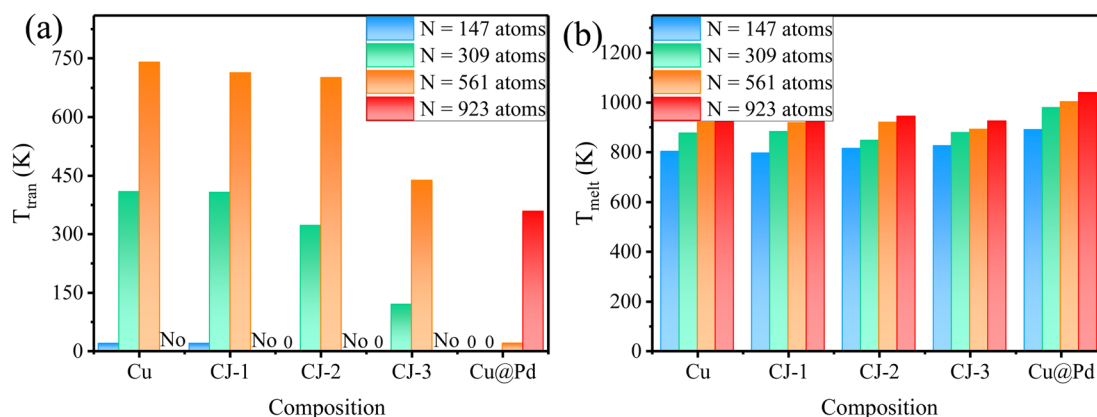 (a)
N = 147 atoms
N = 309 atoms
N = 561 atoms
N = 923 atoms
750
600
450
300
150
0
T_tran (K)
No
No 0
No 0
No 0 0
Cu
CJ-1
CJ-2
CJ-3
Cu@Pd
Composition
(b)
N = 147 atoms
N = 309 atoms
N = 561 atoms
N = 923 atoms
1200
1000
800
600
400
200
0
T_melt (K)
Cu
CJ-1
CJ-2
CJ-3
Cu@Pd
Composition